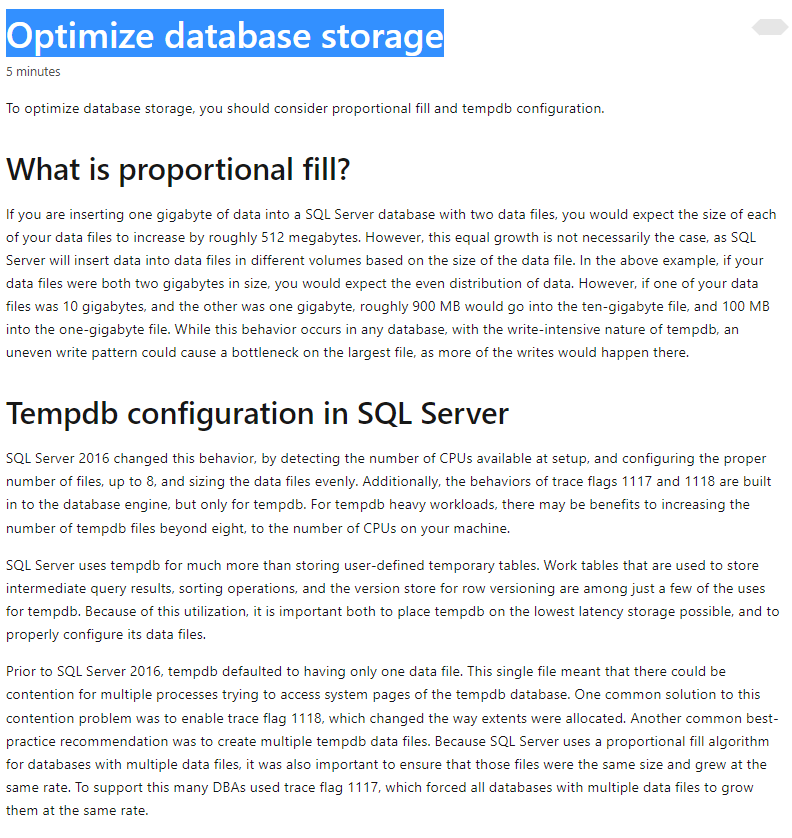 Optimize database storage
5 minutes
To optimize database storage, you should consider proportional fill and tempdb configuration.
What is proportional fill?
If you are inserting one gigabyte of data into a SQL Server database with two data files, you would expect the size of each
of your data files to increase by roughly 512 megabytes. However, this equal growth is not necessarily the case, as SQL
Server will insert data into data files in different volumes based on the size of the data file. In the above example, if your
data files were both two gigabytes in size, you would expect the even distribution of data. However, if one of your data
files was 10 gigabytes, and the other was one gigabyte, roughly 900 MB would go into the ten-gigabyte file, and 100 MB
into the one-gigabyte file. While this behavior occurs in any database, with the write-intensive nature of tempdb, an
uneven write pattern could cause a bottleneck on the largest file, as more of the writes would happen there.
Tempdb configuration in SQL Server
SQL Server 2016 changed this behavior, by detecting the number of CPUs available at setup, and configuring the proper
number of files, up to 8, and sizing the data files evenly. Additionally, the behaviors of trace flags 1117 and 1118 are built
in to the database engine, but only for tempdb. For tempdb heavy workloads, there may be benefits to increasing the
number of tempdb files beyond eight, to the number of CPUs on your machine.
SQL Server uses tempdb for much more than storing user-defined temporary tables. Work tables that are used to store
intermediate query results, sorting operations, and the version store for row versioning are among just a few of the uses
for tempdb. Because of this utilization, it is important both to place tempdb on the lowest latency storage possible, and to
properly configure its data files.
Prior to SQL Server 2016, tempdb defaulted to having only one data file. This single file meant that there could be
contention for multiple processes trying to access system pages of the tempdb database. One common solution to this
contention problem was to enable trace flag 1118, which changed the way extents were allocated. Another common best-
practice recommendation was to create multiple tempdb data files. Because SQL Server uses a proportional fill algorithm
for databases with multiple data files, it was also important to ensure that those files were the same size and grew at the
same rate. To support this many DBAs used trace flag 1117, which forced all databases with multiple data files to grow
them at the same rate.